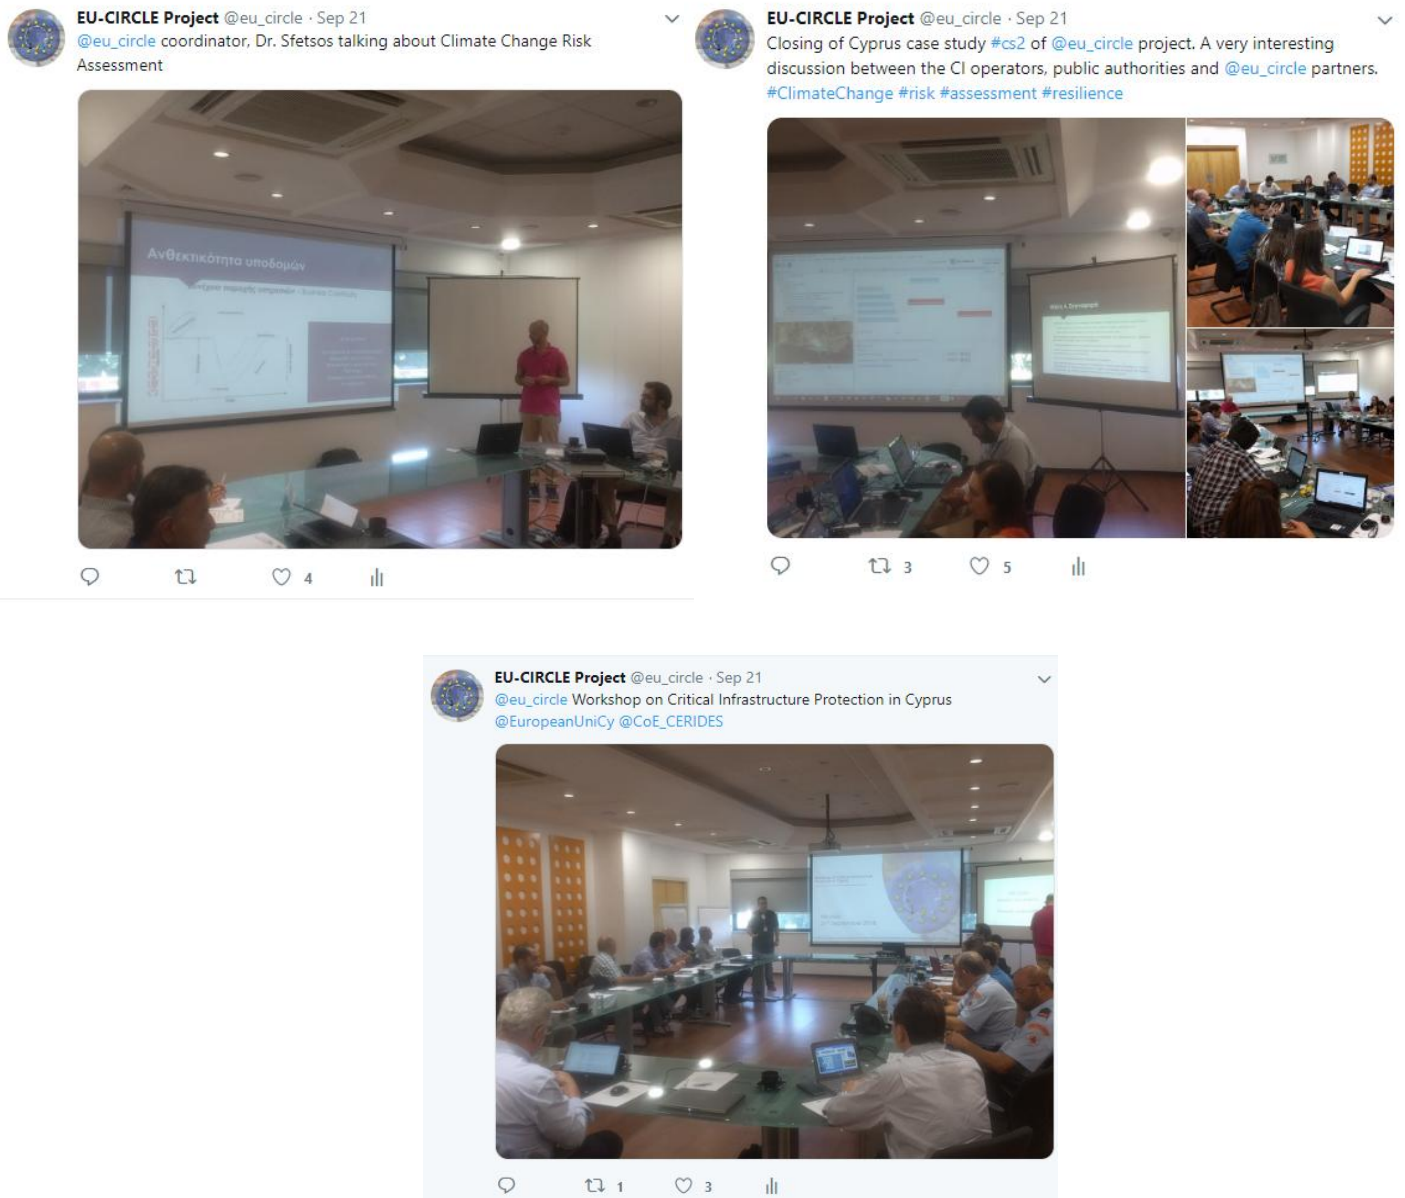 EU-CIRCLE Project @eu_circle · Sep 21
@eu_circle coordinator, Dr. Sfetsos talking about Climate Change Risk
Assessment
Ανθεκτικότητα υποδομών
4
EU-CIRCLE Project @eu_circle · Sep 21
Closing of Cyprus case study #cs2 of @eu_circle project. A very interesting
discussion between the CI operators, public authorities and @eu_circle partners.
#ClimateChange #risk #assessment #resilience
3 5
EU-CIRCLE Project @eu_circle · Sep 21
@eu_circle Workshop on Critical Infrastructure Protection in Cyprus
@EuropeanUniCy @CoE_CERIDES
1 3